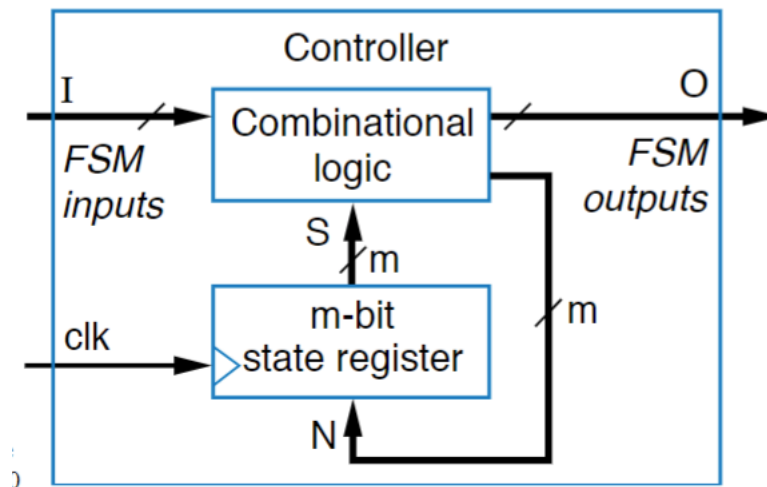 Controller
I
O
Combinational
logic
FSM
inputs
FSM
outputs
S
m
m
m-bit
state register
clk
N